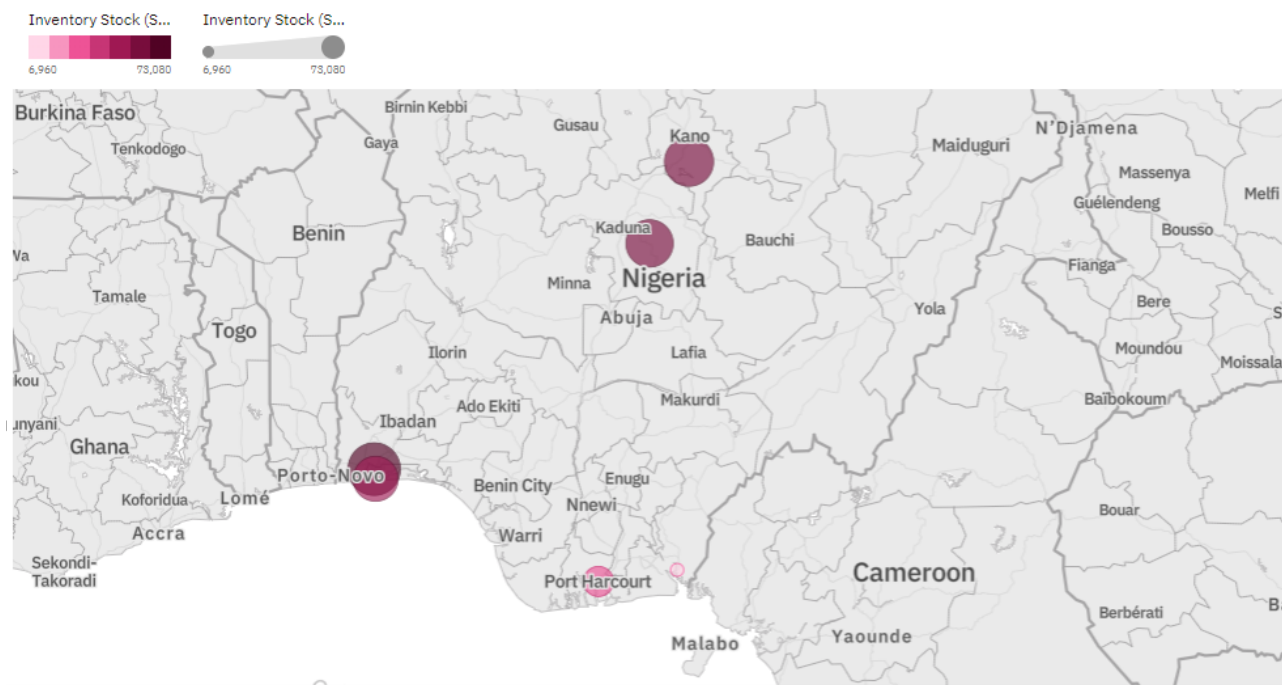 Inventory Stock (S... Inventory Stock (S...
6,960 73,080 6,960 73,080
Burkina Faso
Birnin Kebbi
Gusau
Kano
N'Djamena
Tenkodogo
Gaya
Maiduguri
Massenya
Melfi
Guélendeng
Benin
Kaduna
Bauchi
Bousso
Wa
Fianga
Nigeria
Minna
Tamale
Bere
Yola
Abuja
Togo
Ilorin
Lafia
Moundou
Moissala
kou
Makurdi
Baïbokoum
Ado Ekiti
unyani
Ibadan
Ghana
Porto-Novo
Enugu
Benin City
Koforidua
Lomé
Nnewi
Bouar
Accra
Warri
Sekondi-
Takoradi
Port Harcourt
Cameroon
Berbérati
Malabo
Yaounde